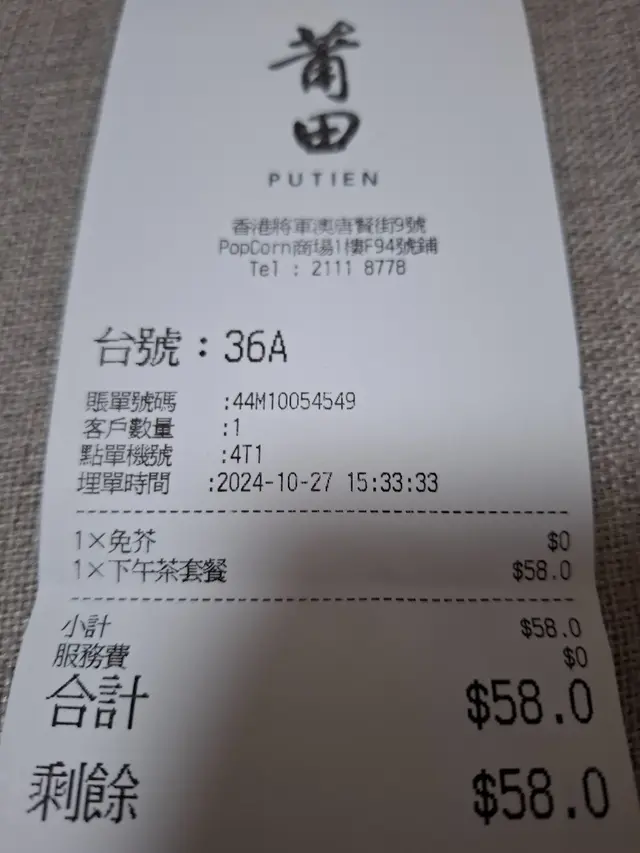 莆田
PUTIEN
香港將軍澳唐賢街9號
PopCorn商場1樓F94號鋪
Tel : 2111 8778
台號：36A
賬單號碼 :44M10054549
客戶數量 :1
點單機號 :4T1
埋單時間 :2024-10-27 15:33:33
1×免芥 $0
1×下午茶套餐 $58.0
小計 $58.0
服務費 $0
合計 $58.0
剩餘 $58.0